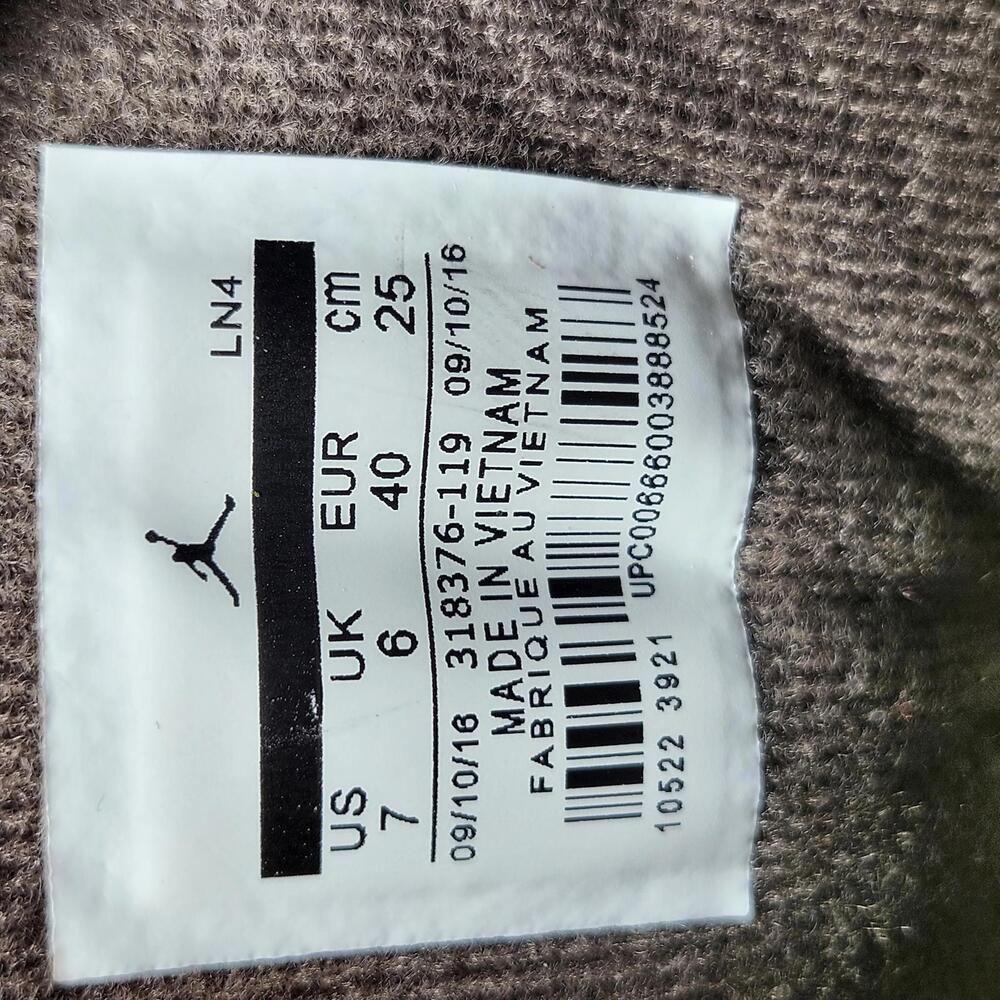 LN4
US UK EUR cm
7 6 40 25
09/10/16 318376-119 09/10/16
MADE IN VIETNAM
FABRIQUE AU VIETNAM
10522 3921 UPC00666003888524